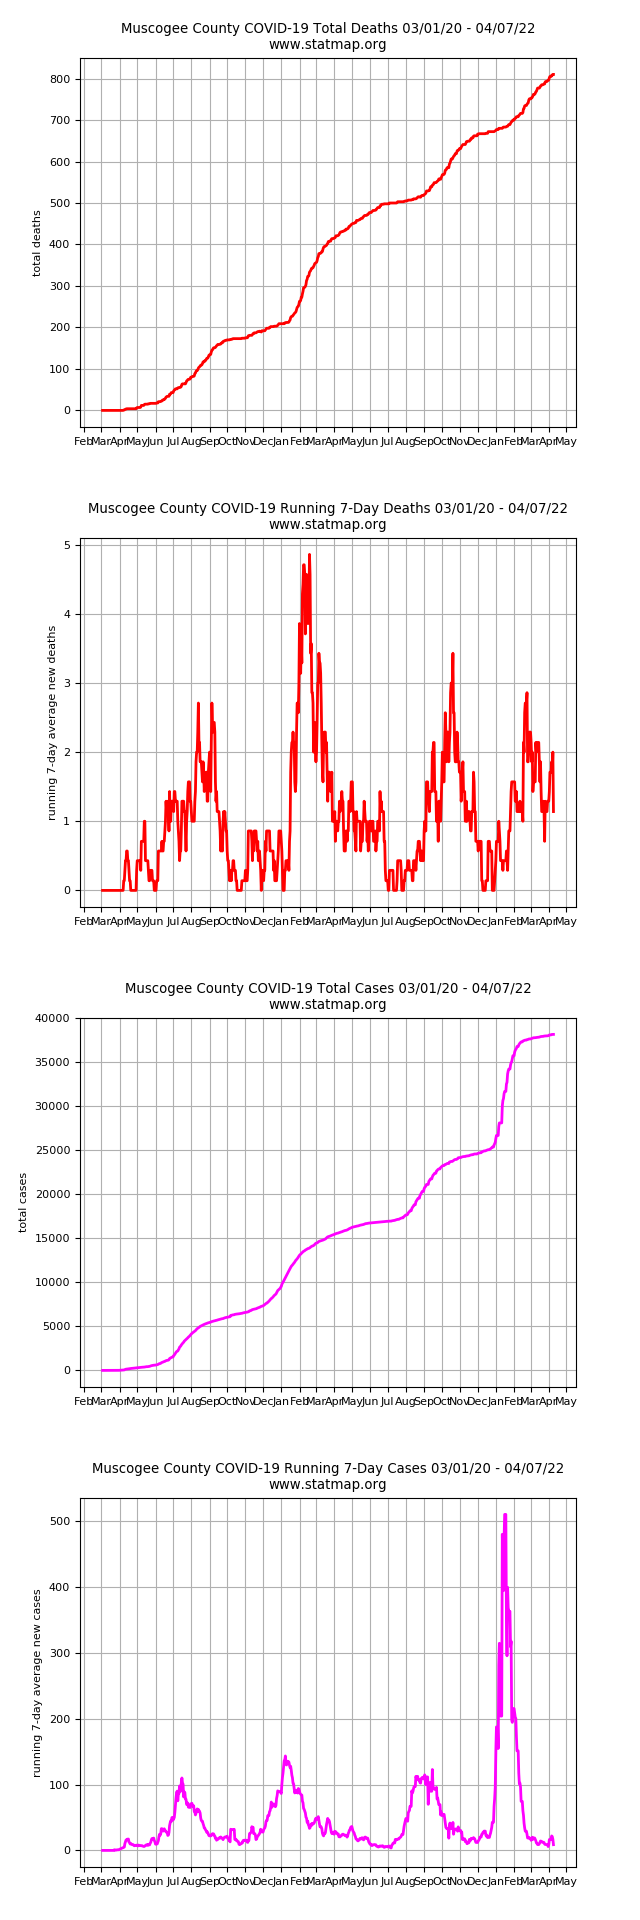 Muscogee County COVID-19 Total Deaths 03/01/20 - 04/07/22
www.statmap.org
800
700
600
500
400
300
200
100
0
total deaths
Feb Mar Apr May Jun Jul Aug Sep Oct Nov Dec Jan Feb Mar Apr May Jun Jul Aug Sep Oct Nov Dec Jan Feb Mar Apr May
Muscogee County COVID-19 Running 7-Day Deaths 03/01/20 - 04/07/22
www.statmap.org
5
4
3
2
1
0
running 7-day average new deaths
Feb Mar Apr May Jun Jul Aug Sep Oct Nov Dec Jan Feb Mar Apr May Jun Jul Aug Sep Oct Nov Dec Jan Feb Mar Apr May
Muscogee County COVID-19 Total Cases 03/01/20 - 04/07/22
www.statmap.org
40000
35000
30000
25000
20000
15000
10000
5000
0
total cases
Feb Mar Apr May Jun Jul Aug Sep Oct Nov Dec Jan Feb Mar Apr May Jun Jul Aug Sep Oct Nov Dec Jan Feb Mar Apr May
Muscogee County COVID-19 Running 7-Day Cases 03/01/20 - 04/07/22
www.statmap.org
500
400
300
200
100
0
running 7-day average new cases
Feb Mar Apr May Jun Jul Aug Sep Oct Nov Dec Jan Feb Mar Apr May Jun Jul Aug Sep Oct Nov Dec Jan Feb Mar Apr May